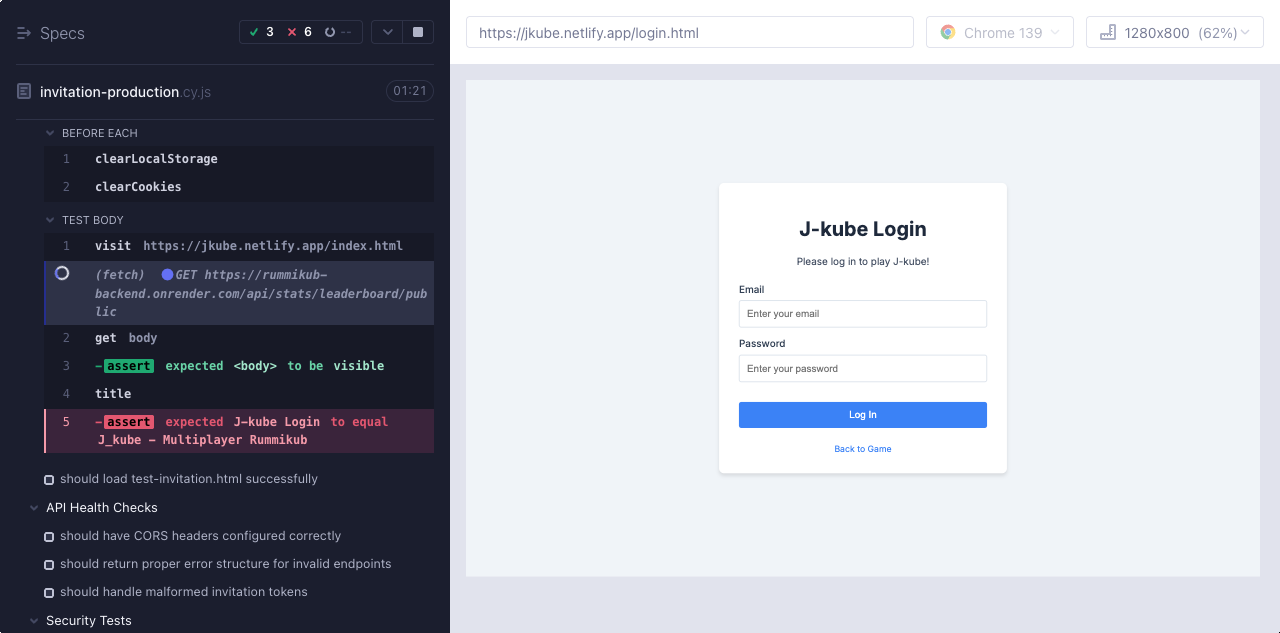 Specs
3 6 --
invitation-production.cy.js 01:21
BEFORE EACH
1 clearLocalStorage
2 clearCookies
TEST BODY
1 visit https://jkube.netlify.app/index.html
(fetch) GET https://rummikub-
backend.onrender.com/api/stats/leaderboard/pub
lic
2 get body
3 -assert expected <body> to be visible
4 title
5 -assert expected J-kube Login to equal
J_kube - Multiplayer Rummikub
should load test-invitation.html successfully
API Health Checks
should have CORS headers configured correctly
should return proper error structure for invalid endpoints
should handle malformed invitation tokens
Security Tests
https://jkube.netlify.app/login.html
Chrome 139
1280x800 (62%)
J-kube Login
Please log in to play J-kube!
Email
Enter your email
Password
Enter your password
Log In
Back to Game